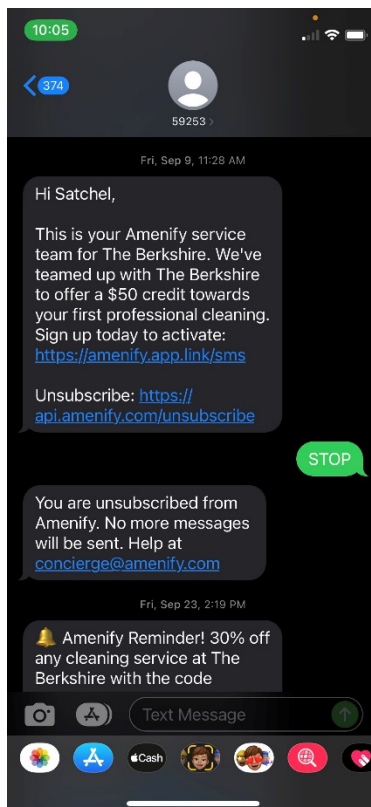 10:05
374
59253 >
Fri, Sep 9, 11:28 AM
Hi Satchel,
This is your Amenify service
team for The Berkshire. We've
teamed up with The Berkshire
to offer a $50 credit towards
your first professional cleaning.
Sign up today to activate:
https://amenify.app.link/sms
Unsubscribe: https://
api.amenify.com/unsubscribe
STOP
You are unsubscribed from
Amenify. No more messages
will be sent. Help at
concierge@amenify.com
Fri, Sep 23, 2:19 PM
🔔 Amenify Reminder! 30% off
any cleaning service at The
Berkshire with the code
Text Message
Cash